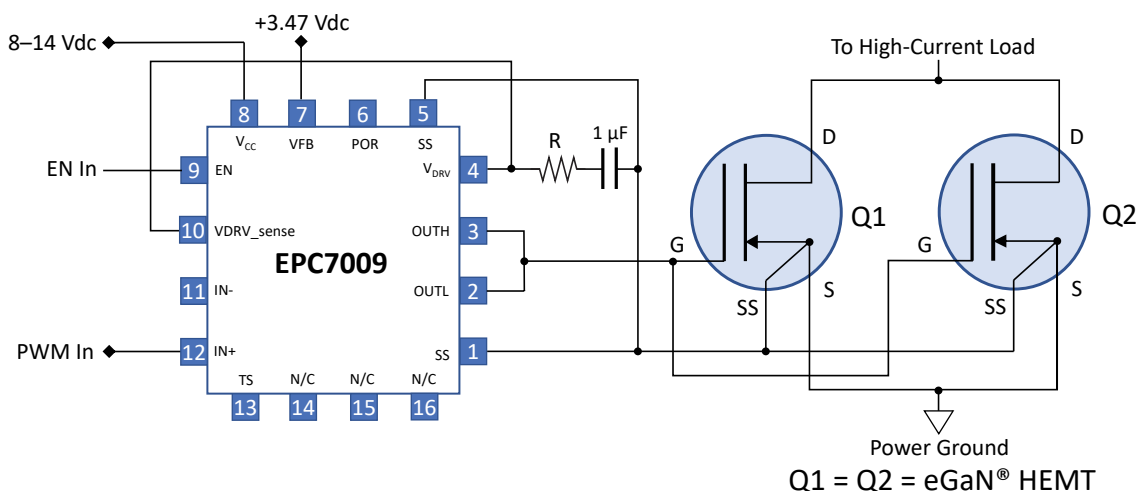 +3.47 Vdc
8–14 Vdc
To High-Current Load
8
7
6
5
1 µF
R
D
D
VCC
VFB
POR
SS
EN In
9
EN
VDRV
4
10
VDRV_sense
OUTH
3
Q1
Q2
G
G
EPC7009
11
IN-
OUTL
2
SS
S
SS
S
PWM In
12
IN+
SS
1
TS
N/C
N/C
N/C
13
14
15
16
Power Ground
Q1 = Q2 = eGaN® HEMT